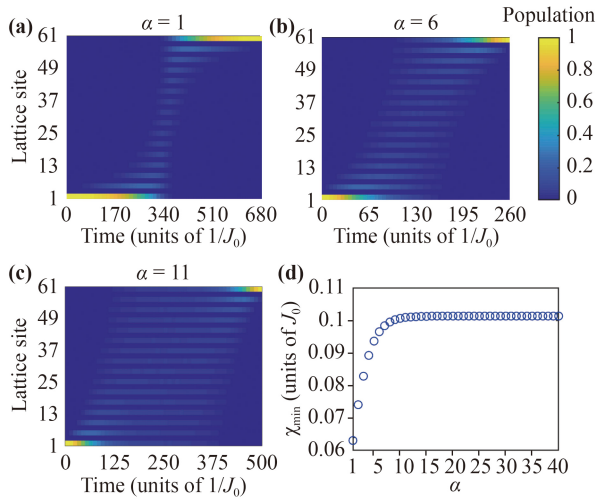 (a) α = 1
Lattice site
61
49
37
25
13
1
0 170 340 510 680
Time (units of 1/J₀)
(b) α = 6
61
49
37
25
13
1
0 65 130 195 260
Time (units of 1/J₀)
Population
1
0.8
0.6
0.4
0.2
0
(c) α = 11
Lattice site
61
49
37
25
13
1
0 125 250 375 500
Time (units of 1/J₀)
(d)
χmin (units of J₀)
0.11
0.1
0.09
0.08
0.07
0.06
1 5 10 15 20 25 30 35 40
α